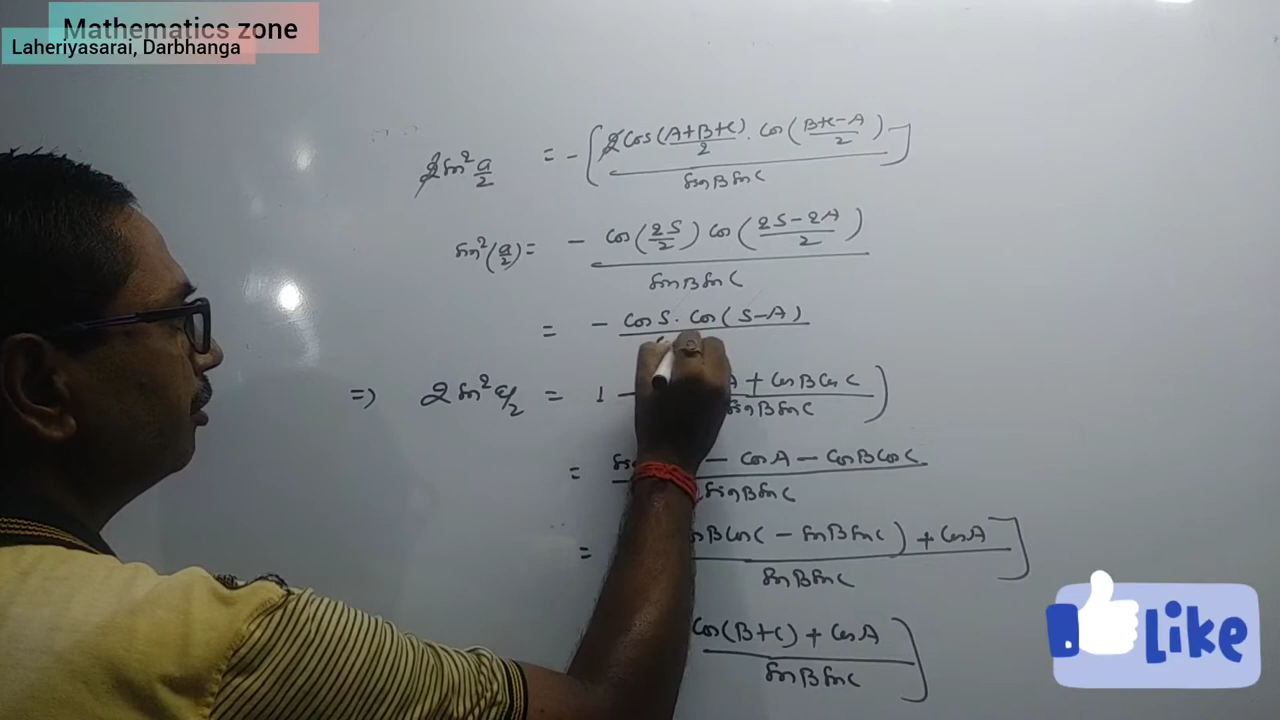 Mathematics zone
Laheriyasarai, Darbhanga
2 sin² a/2 = - [ 2 cos (A+B+C)/2 . cos ( (B+C-A)/2 ) / sinB sinC ]
sin² (a/2) = - cos (2S/2) cos ( (2S-2A)/2 ) / sinB sinC
= - cos S . cos (S-A)
⇒ 2 sin² a/2 = 1 - A + cosB cosC ) / sinB sinC
= - cosA - cosB cosC / sinB sinC
= cosC - sinB sinC) + cosA ] / sinB sinC
cos(B+C) + cosA ] / sinB sinC
Like